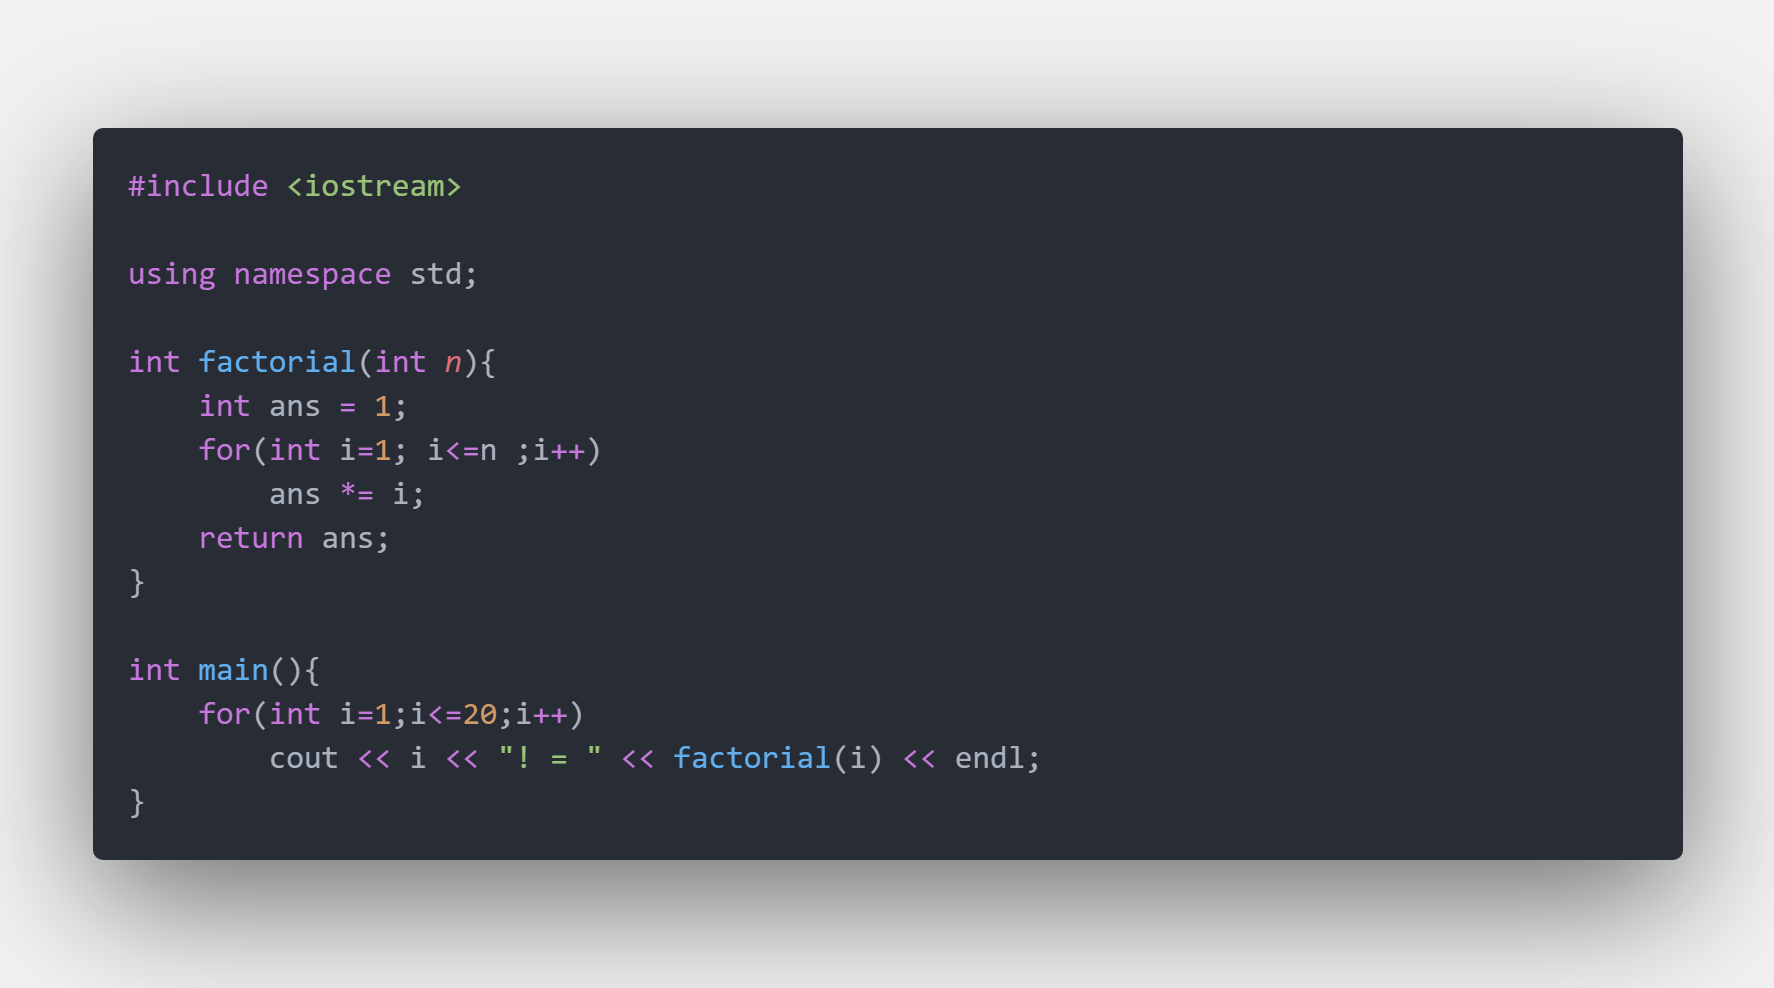 #include <iostream>
using namespace std;
int factorial(int n){
    int ans = 1;
    for(int i=1; i<=n ;i++)
        ans *= i;
    return ans;
}
int main(){
    for(int i=1;i<=20;i++)
        cout << i << "! = " << factorial(i) << endl;
}